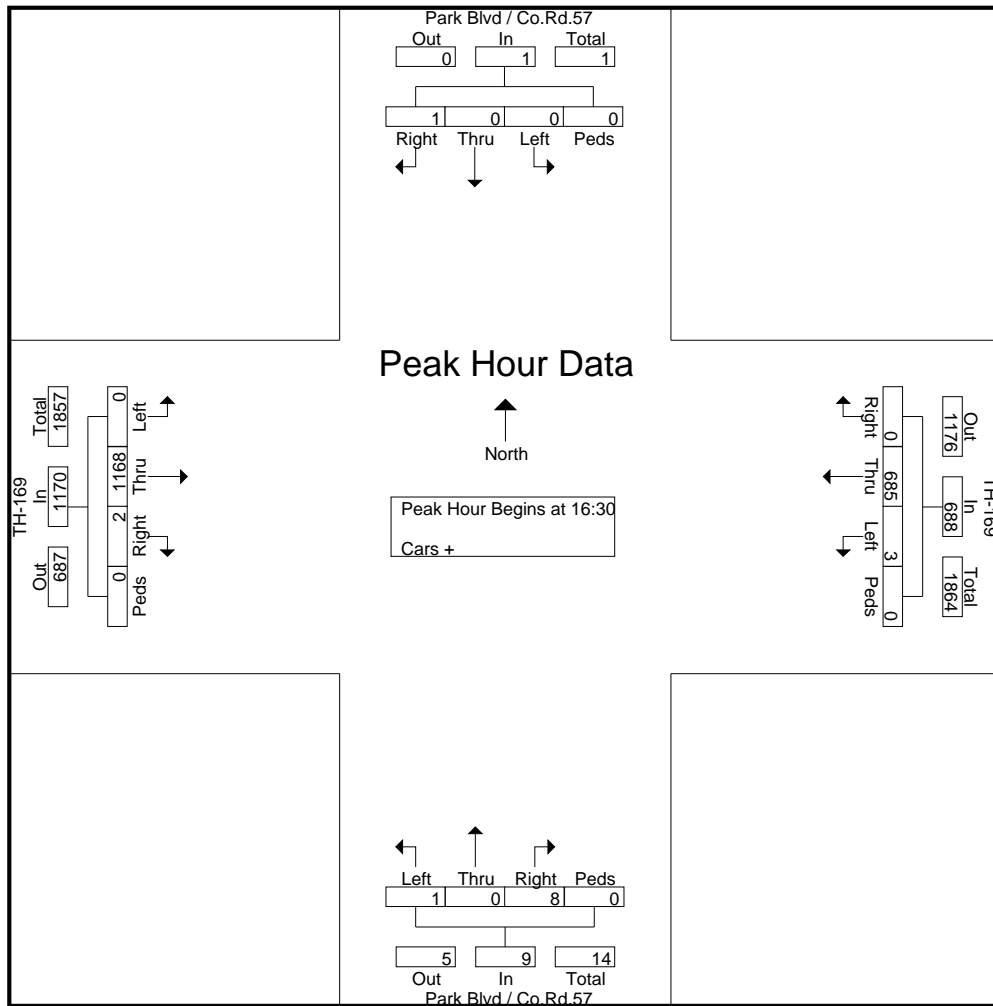 Park Blvd / Co.Rd.57
Out In Total
0 1 1
1 0 0 0
Right Thru Left Peds
Peak Hour Data
North
Peak Hour Begins at 16:30
Cars +
TH-169
Total In Out
1857 1170 687
0 1168 2 0
Left Thru Right Peds
Right Thru Left Peds
0 685 3 0
Out In Total
1176 688 1864
TH-169
Left Thru Right Peds
1 0 8 0
5 9 14
Out In Total
Park Blvd / Co.Rd.57